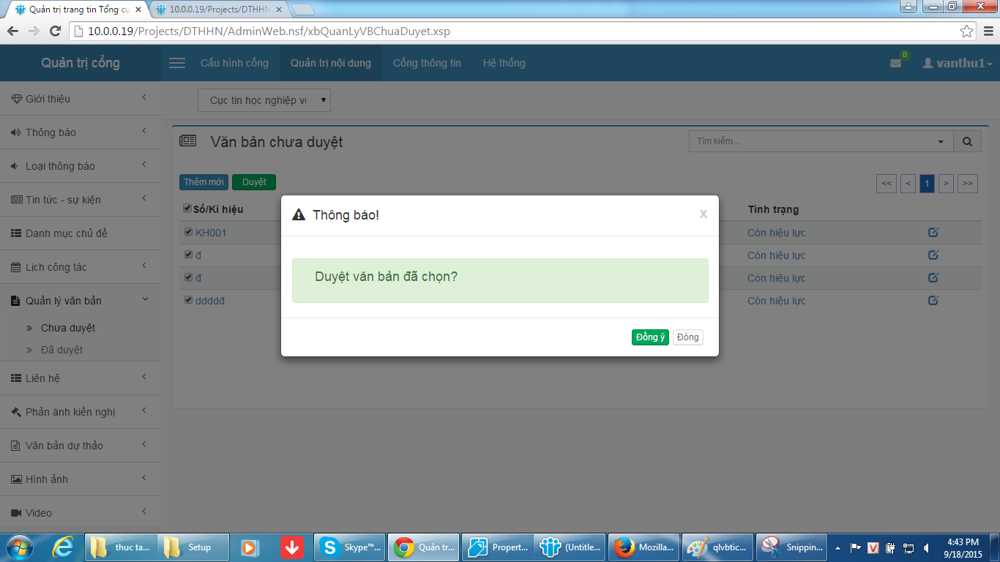 Quản trị trang tin Tổng cụ
10.0.0.19/Projects/DTHHN
10.0.0.19/Projects/DTHHN/AdminWeb.nsf/xbQuanLyVBChuaDuyet.xsp
Quản trị cổng
Cấu hình cổng
Quản trị nội dung
Cổng thông tin
Hệ thống
0
vanthu1
Giới thiệu
Thông báo
Loại thông báo
Tin tức - sự kiện
Danh mục chủ đề
Lịch công tác
Quản lý văn bản
Chưa duyệt
Đã duyệt
Liên hệ
Phản ánh kiến nghị
Văn bản dự thảo
Hình ảnh
Video
Cục tin học nghiệp vụ
Văn bản chưa duyệt
Tìm kiếm...
Thêm mới
Duyệt
<< < 1 > >>
Số/Kí hiệu
Tình trạng
KH001
Còn hiệu lực
đ
Còn hiệu lực
đ
Còn hiệu lực
ddddđ
Còn hiệu lực
Thông báo!
x
Duyệt văn bản đã chọn?
Đồng ý
Đóng
thuc ta...
Setup
Skype™...
Quản tr...
Propert...
(Untitle...
Mozilla...
qlvbtic...
Snippin...
4:43 PM
9/18/2015